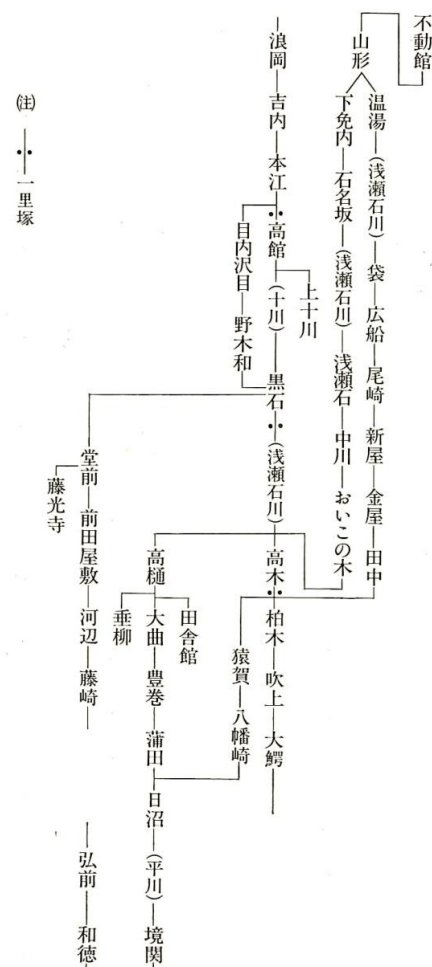 不動館
山形
温湯―(浅瀬石川)―袋―広船―尾崎―新屋―金屋―田中
下免内―石名坂―(浅瀬石川)―浅瀬石―中川―おいこの木
上十川
浪岡―吉内―本江―高館―(十川)―黒石―(浅瀬石川)―高木―柏木―吹上―大鰐
目内沢目―野木和
猿賀―八幡崎
田舎館
高樋―大曲―豊巻―蒲田―日沼―(平川)―境関
垂柳
堂前―前田屋敷―河辺―藤崎―
―弘前―和徳
藤光寺
(注) ―一里塚